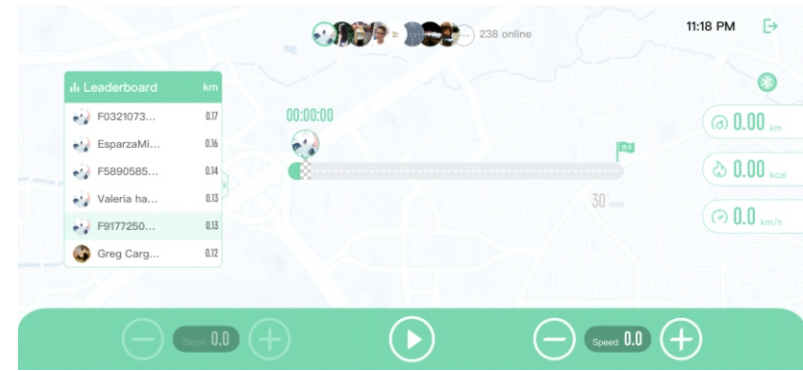 238 online
11:18 PM
Leaderboard km
F0321073... 0.17
EsparzaMi... 0.16
F5890585... 0.14
Valeria ha... 0.13
F9177250... 0.13
Greg Carg... 0.12
00:00:00
30 min
0.00 km
0.00 kcal
0.0 km/h
Slope 0.0
Speed 0.0